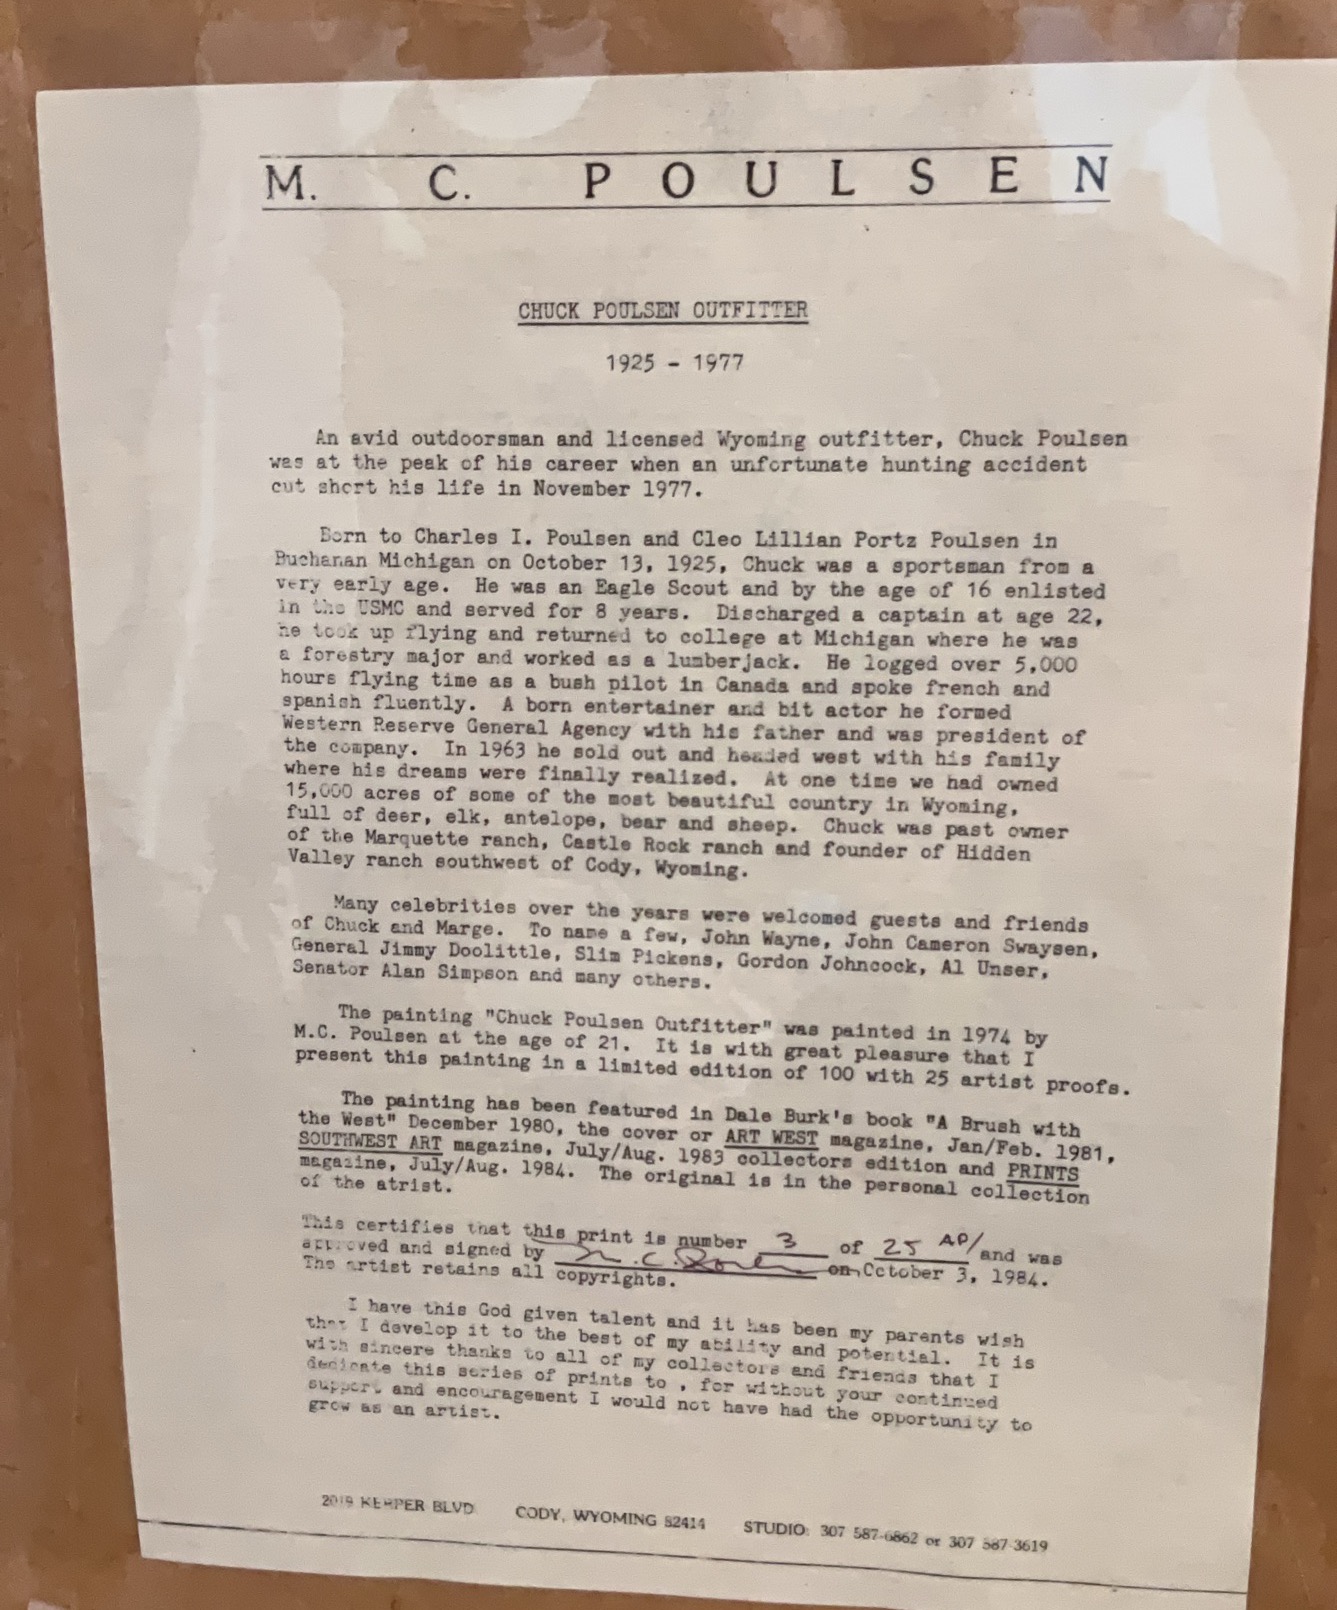 M. C. POULSEN
CHUCK POULSEN OUTFITTER
1925 - 1977
An avid outdoorsman and licensed Wyoming outfitter, Chuck Poulsen
was at the peak of his career when an unfortunate hunting accident
cut short his life in November 1977.
Born to Charles I. Poulsen and Cleo Lillian Portz Poulsen in
Buchanan Michigan on October 13, 1925, Chuck was a sportsman from a
very early age. He was an Eagle Scout and by the age of 16 enlisted
in the USMC and served for 8 years. Discharged a captain at age 22,
he took up flying and returned to college at Michigan where he was
a forestry major and worked as a lumberjack. He logged over 5,000
hours flying time as a bush pilot in Canada and spoke french and
spanish fluently. A born entertainer and bit actor he formed
Western Reserve General Agency with his father and was president of
the company. In 1963 he sold out and headed west with his family
where his dreams were finally realized. At one time we had owned
15,000 acres of some of the most beautiful country in Wyoming,
full of deer, elk, antelope, bear and sheep. Chuck was past owner
of the Marquette ranch, Castle Rock ranch and founder of Hidden
Valley ranch southwest of Cody, Wyoming.
Many celebrities over the years were welcomed guests and friends
of Chuck and Marge. To name a few, John Wayne, John Cameron Swaysen,
General Jimmy Doolittle, Slim Pickens, Gordon Johncock, Al Unser,
Senator Alan Simpson and many others.
The painting "Chuck Poulsen Outfitter" was painted in 1974 by
M.C. Poulsen at the age of 21. It is with great pleasure that I
present this painting in a limited edition of 100 with 25 artist proofs.
The painting has been featured in Dale Burk's book "A Brush with
the West" December 1980, the cover or ART WEST magazine, Jan/Feb. 1981,
SOUTHWEST ART magazine, July/Aug. 1983 collectors edition and PRINTS
magazine, July/Aug. 1984. The original is in the personal collection
of the atrist.
This certifies that this print is number 3 of 25 AP/ and was
approved and signed by M.C. Poulsen on October 3, 1984.
The artist retains all copyrights.
I have this God given talent and it has been my parents wish
that I develop it to the best of my ability and potential. It is
with sincere thanks to all of my collectors and friends that I
dedicate this series of prints to , for without your continued
support and encouragement I would not have had the opportunity to
grow as an artist.
2019 KERPER BLVD CODY, WYOMING 82414 STUDIO: 307 587-6862 or 307 587-3619